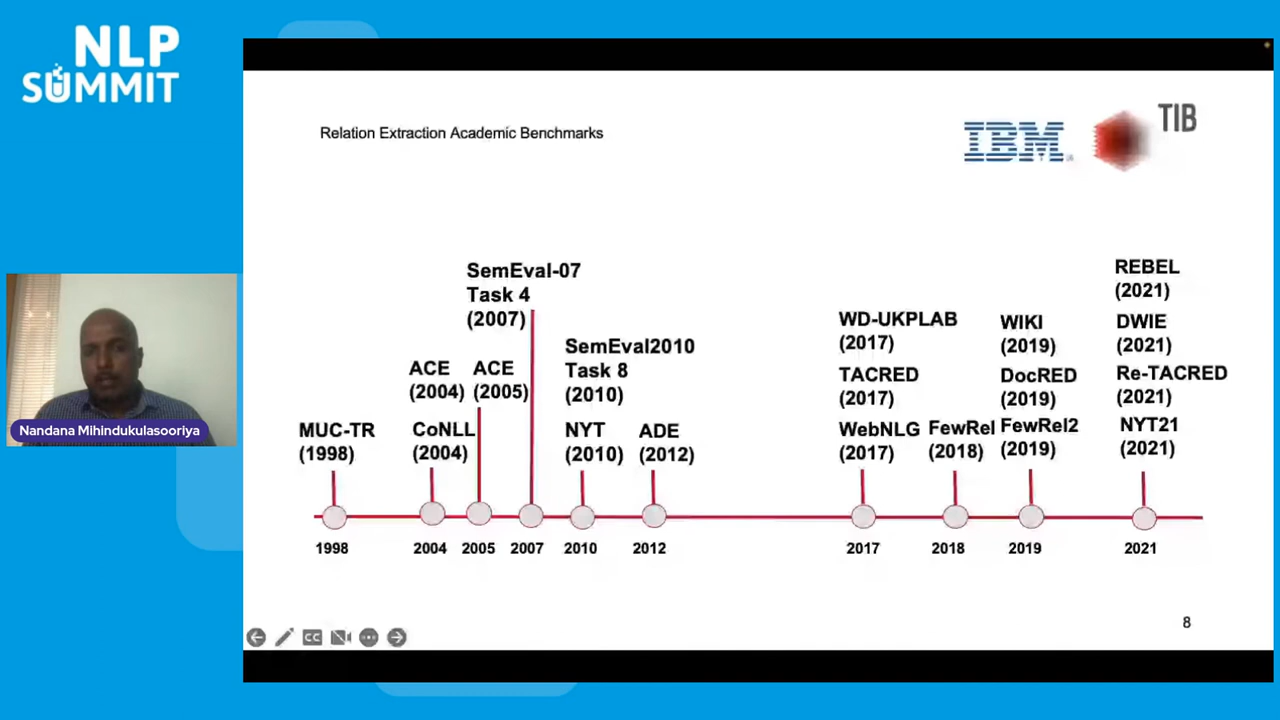 NLP
SUMMIT
Relation Extraction Academic Benchmarks
IBM
TIB
MUC-TR
(1998)
ACE
(2004)
CoNLL
(2004)
ACE
(2005)
SemEval-07
Task 4
(2007)
SemEval2010
Task 8
(2010)
NYT
(2010)
ADE
(2012)
WD-UKPLAB
(2017)
TACRED
(2017)
WebNLG
(2017)
FewRel
(2018)
WIKI
(2019)
DocRED
(2019)
FewRel2
(2019)
REBEL
(2021)
DWIE
(2021)
Re-TACRED
(2021)
NYT21
(2021)
1998 2004 2005 2007 2010 2012 2017 2018 2019 2021
8
CC
Nandana Mihindukulasooriya